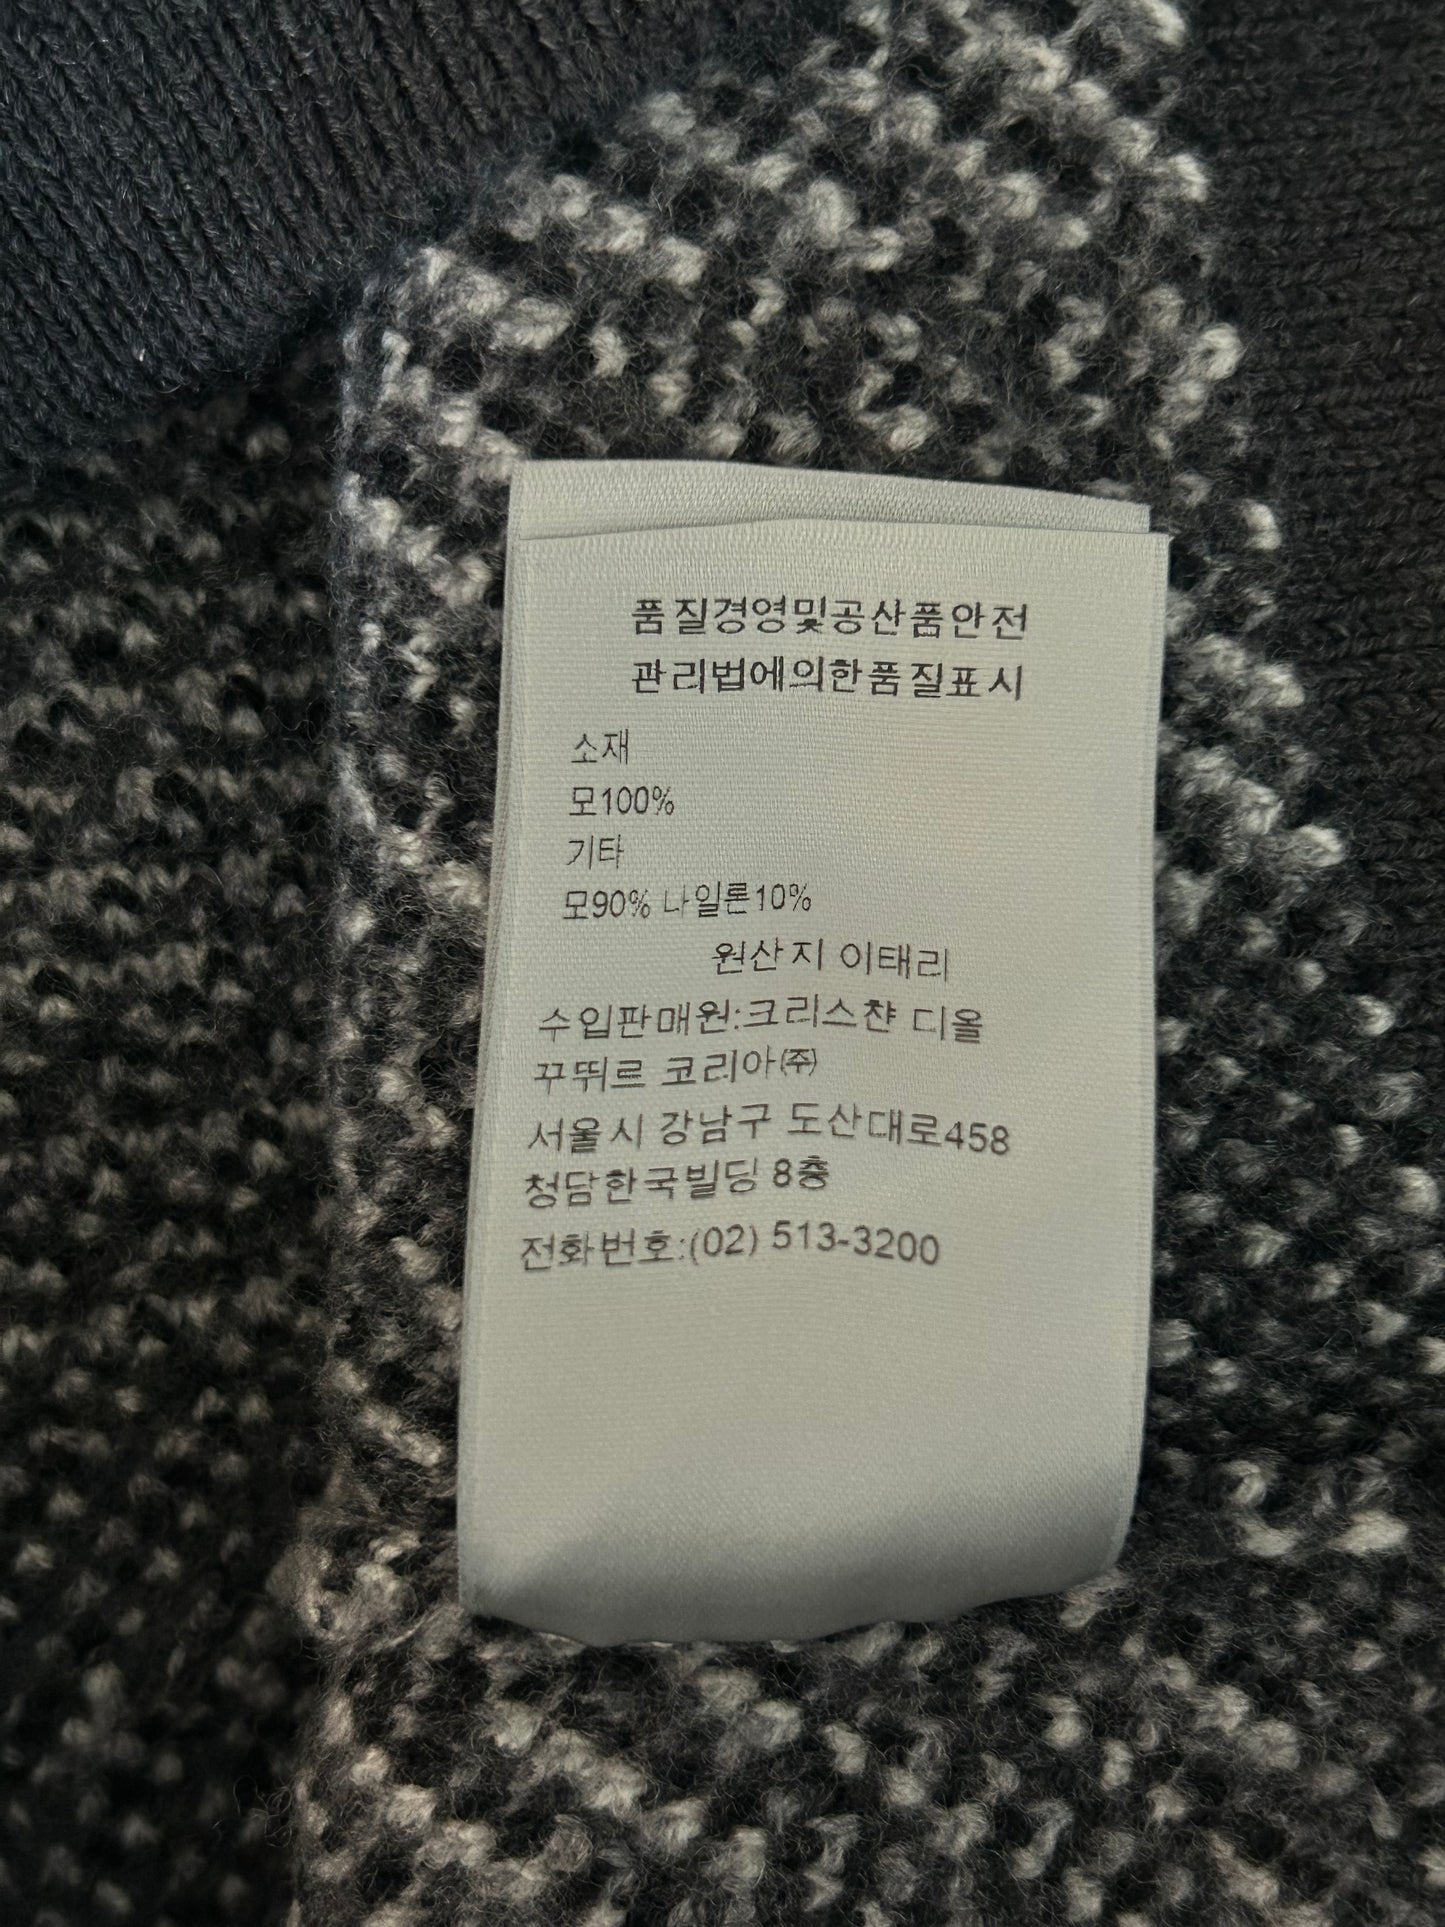 품질경영및공산품안전
관리법에의한품질표시
소재
모100%
기타
모90% 나일론10%
원산지 이태리
수입판매원:크리스챤 디올
꾸뛰르 코리아㈜
서울시 강남구 도산대로458
청담한국빌딩 8층
전화번호:(02) 513-3200